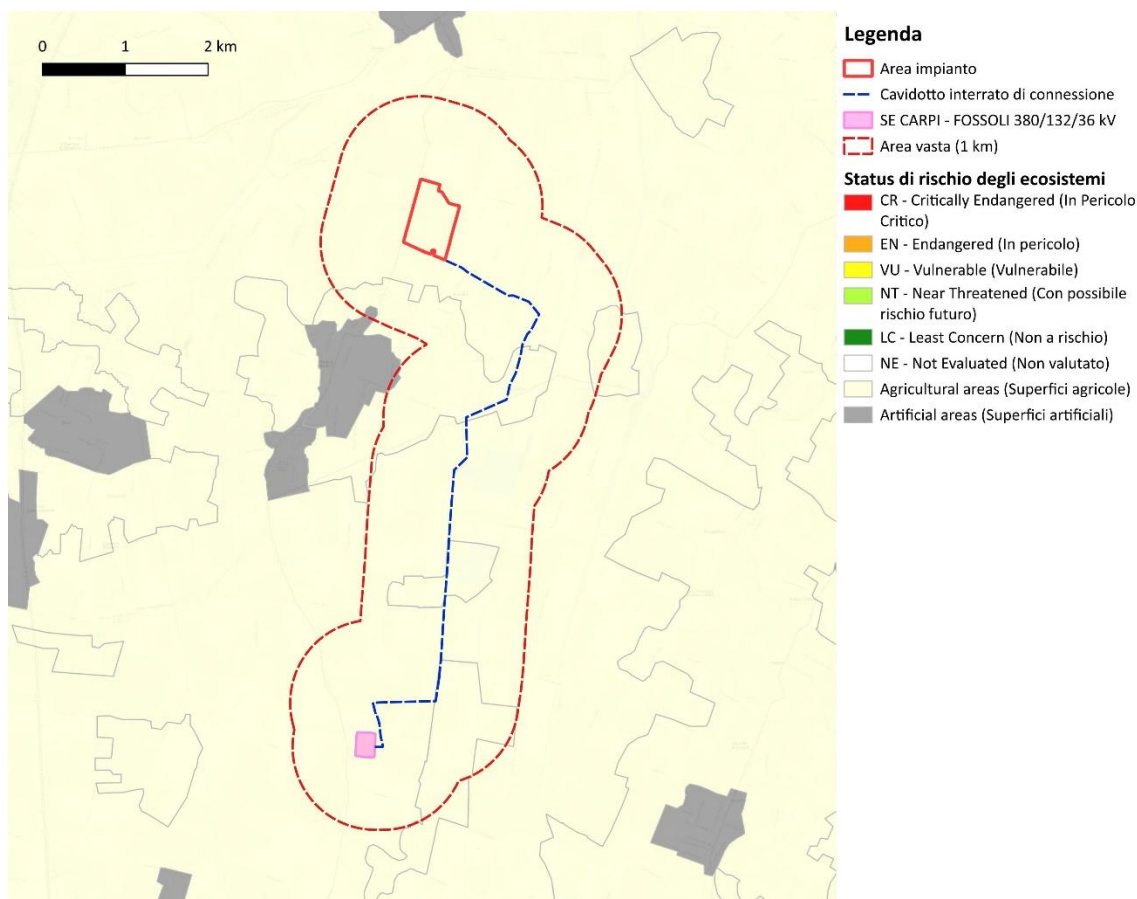 0 1 2 km
Legenda
Area impianto
Cavidotto interrato di connessione
SE CARPI - FOSSOLI 380/132/36 kV
Area vasta (1 km)
Status di rischio degli ecosistemi
CR - Critically Endangered (In Pericolo
Critico)
EN - Endangered (In pericolo)
VU - Vulnerable (Vulnerabile)
NT - Near Threatened (Con possibile
rischio futuro)
LC - Least Concern (Non a rischio)
NE - Not Evaluated (Non valutato)
Agricultural areas (Superfici agricole)
Artificial areas (Superfici artificiali)